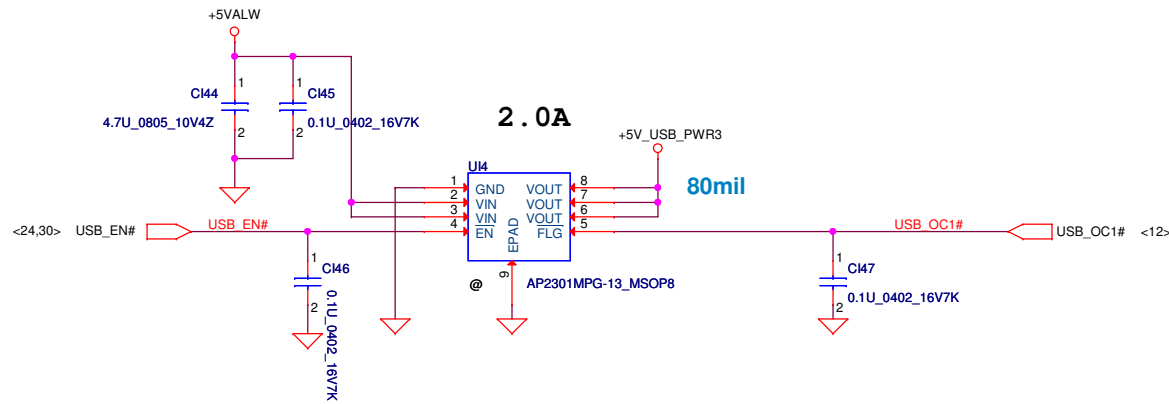 +5VALW
1
CI44
4.7U_0805_10V4Z
2
1
CI45
0.1U_0402_16V7K
2
2.0A
+5V_USB_PWR3
80mil
UI4
1 GND VOUT 8
2 VIN VOUT 7
3 VIN VOUT 6
4 EN FLG 5
EPAD
9
@
AP2301MPG-13_MSOP8
<24,30> USB_EN#
USB_EN#
1
CI46
0.1U_0402_16V7K
2
USB_OC1#
USB_OC1# <12>
1
CI47
0.1U_0402_16V7K
2